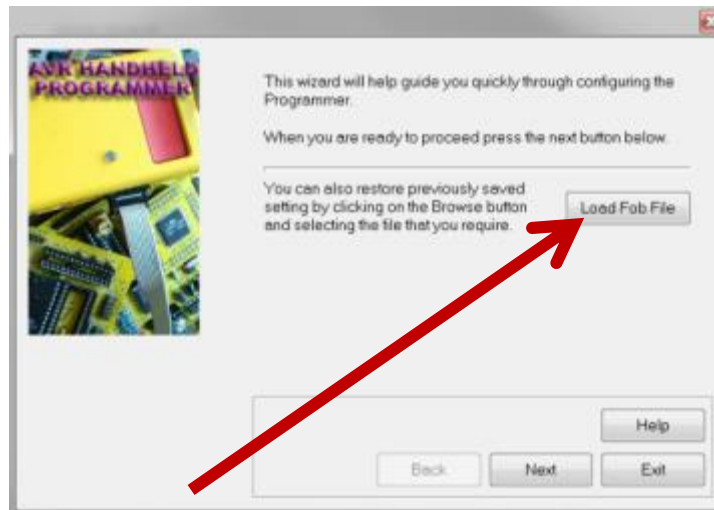 AVR HANDHELD
PROGRAMMER
This wizard will help guide you quickly through configuring the
Programmer.
When you are ready to proceed press the next button below.
You can also restore previously saved
setting by clicking on the Browse button
and selecting the file that you require.
Load Fob File
Help
Back
Next
Exit